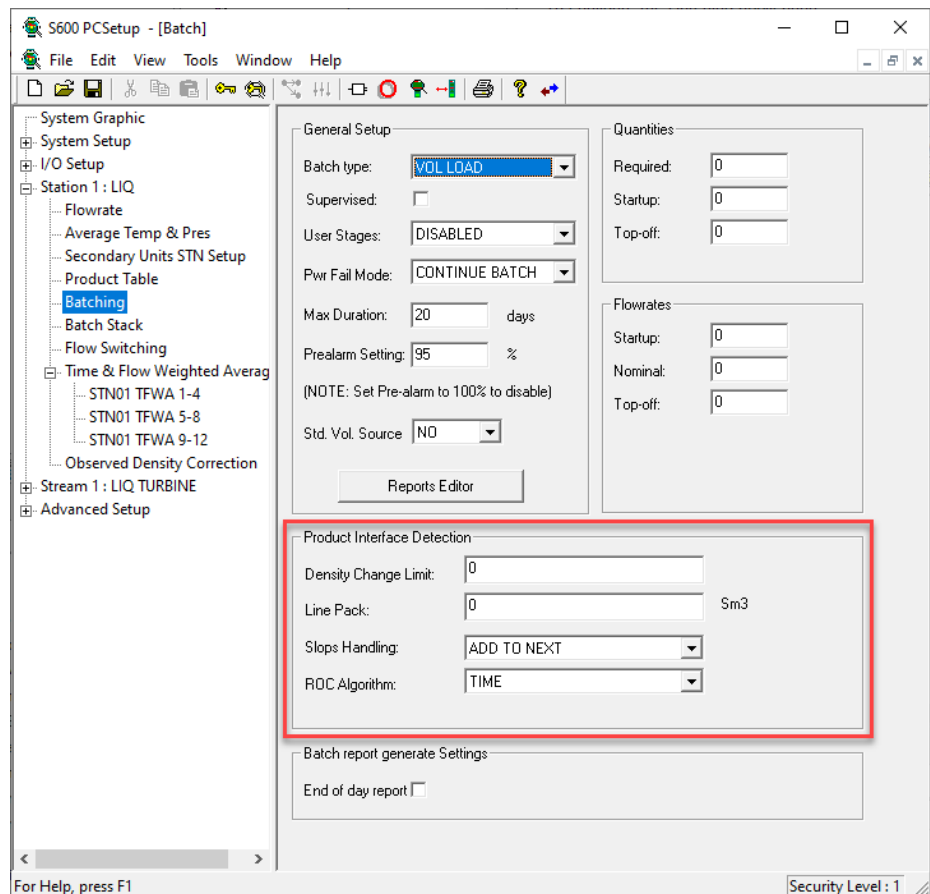 S600 PCSetup - [Batch]
File Edit View Tools Window Help
System Graphic
System Setup
I/O Setup
Station 1 : LIQ
Flowrate
Average Temp & Pres
Secondary Units STN Setup
Product Table
Batching
Batch Stack
Flow Switching
Time & Flow Weighted Averag
STN01 TFWA 1-4
STN01 TFWA 5-8
STN01 TFWA 9-12
Observed Density Correction
Stream 1 : LIQ TURBINE
Advanced Setup
General Setup
Batch type: VOL LOAD
Supervised:
User Stages: DISABLED
Pwr Fail Mode: CONTINUE BATCH
Max Duration: 20 days
Prealarm Setting: 95 %
(NOTE: Set Pre-alarm to 100% to disable)
Std. Vol. Source NO
Reports Editor
Quantities
Required: 0
Startup: 0
Top-off: 0
Flowrates
Startup: 0
Nominal: 0
Top-off: 0
Product Interface Detection
Density Change Limit: 0
Line Pack: 0 Sm3
Slops Handling: ADD TO NEXT
ROC Algorithm: TIME
Batch report generate Settings
End of day report
For Help, press F1
Security Level : 1